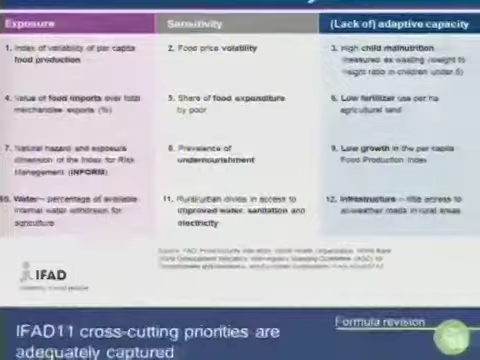 Exposure
Sensitivity
(Lack of) adaptive capacity
1. Index of variability of per capita
food production
2. Food price volatility
3. High child malnutrition
measured as wasting (weight to
height ratio in children under 5)
4. Value of food imports over total
merchandise exports (%)
5. Share of food expenditure
by poor
6. Low fertilizer use per ha
agricultural land
7. Natural hazard and exposure
dimension of the Index for Risk
Management (INFORM)
8. Prevalence of
undernourishment
9. Low growth in the per capita
Food Production Index
10. Water – percentage of available
internal water withdrawn for
agriculture
11. Rural/urban divide in access to
improved water, sanitation and
electricity
12. Infrastructure –
access to
all-weather roads in rural areas
IFAD
Formula revision
IFAD11 cross-cutting priorities are
adequately captured